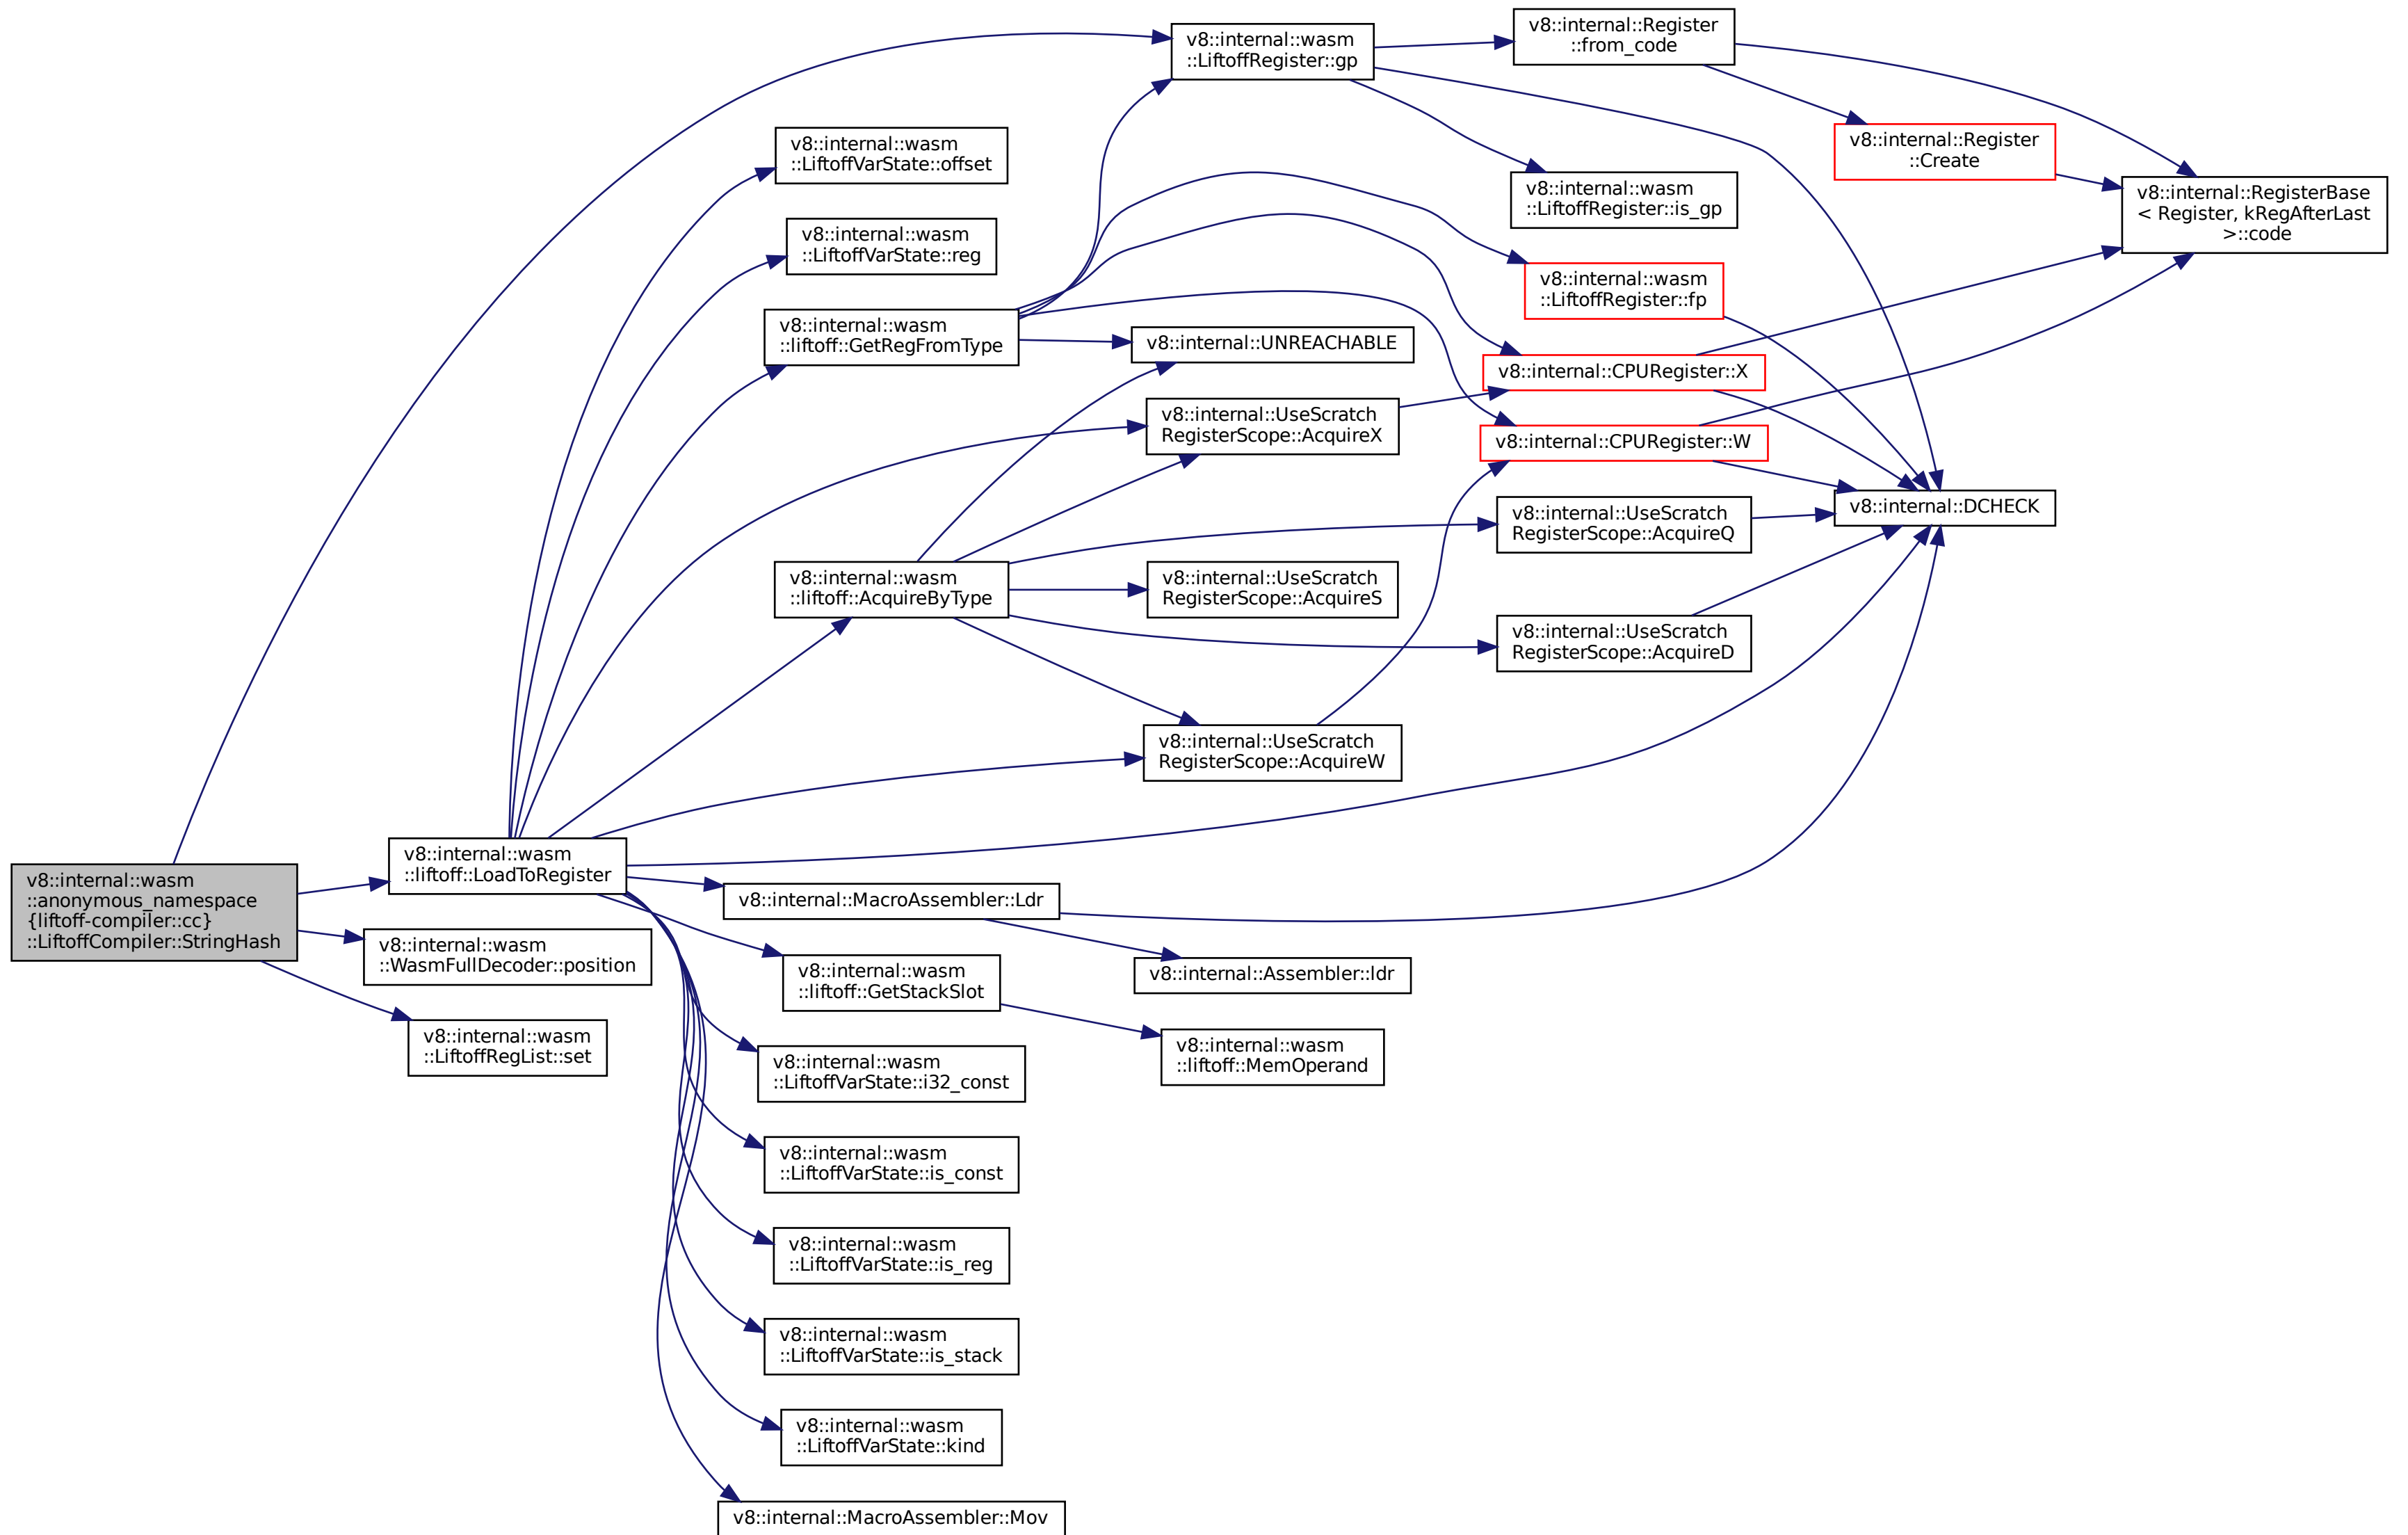 v8::internal::wasm
::LiftoffRegister::gp
v8::internal::Register
::from_code
v8::internal::wasm
::LiftoffVarState::offset
v8::internal::Register
::Create
v8::internal::wasm
::LiftoffRegister::is_gp
v8::internal::RegisterBase
< Register, kRegAfterLast
>::code
v8::internal::wasm
::LiftoffVarState::reg
v8::internal::wasm
::LiftoffRegister::fp
v8::internal::wasm
::liftoff::GetRegFromType
v8::internal::UNREACHABLE
v8::internal::CPURegister::X
v8::internal::UseScratch
RegisterScope::AcquireX
v8::internal::CPURegister::W
v8::internal::DCHECK
v8::internal::UseScratch
RegisterScope::AcquireQ
v8::internal::wasm
::liftoff::AcquireByType
v8::internal::UseScratch
RegisterScope::AcquireS
v8::internal::UseScratch
RegisterScope::AcquireD
v8::internal::UseScratch
RegisterScope::AcquireW
v8::internal::wasm
::liftoff::LoadToRegister
v8::internal::wasm
::anonymous_namespace
{liftoff-compiler::cc}
::LiftoffCompiler::StringHash
v8::internal::MacroAssembler::Ldr
v8::internal::wasm
::WasmFullDecoder::position
v8::internal::wasm
::liftoff::GetStackSlot
v8::internal::Assembler::ldr
v8::internal::wasm
::LiftoffRegList::set
v8::internal::wasm
::liftoff::MemOperand
v8::internal::wasm
::LiftoffVarState::i32_const
v8::internal::wasm
::LiftoffVarState::is_const
v8::internal::wasm
::LiftoffVarState::is_reg
v8::internal::wasm
::LiftoffVarState::is_stack
v8::internal::wasm
::LiftoffVarState::kind
v8::internal::MacroAssembler::Mov